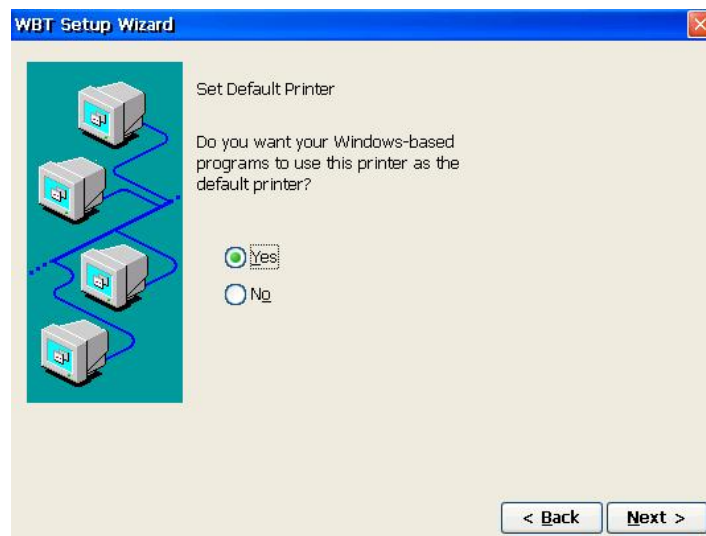 WBT Setup Wizard
Set Default Printer
Do you want your Windows-based
programs to use this printer as the
default printer?
Yes
No
< Back
Next >